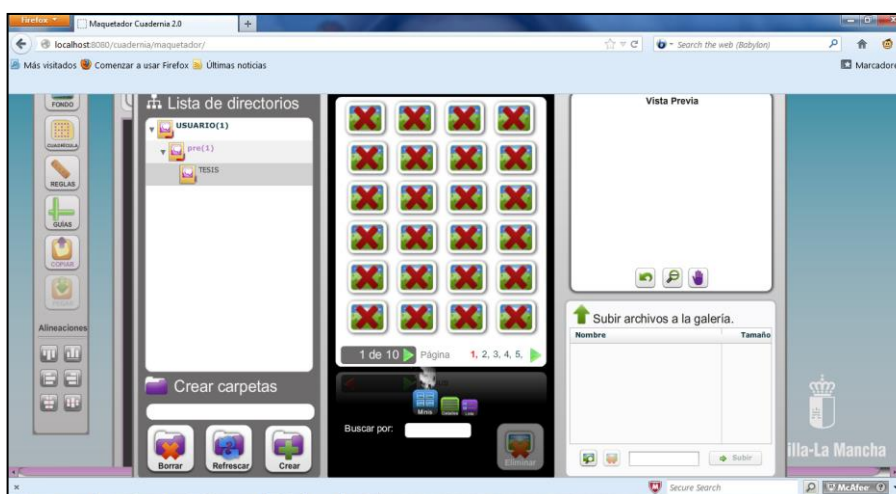 Firefox
Maquetador Cuadernia 2.0
localhost:8080/cuadernia/maquetador/
Search the web (Babylon)
Más visitados
Comenzar a usar Firefox
Últimas noticias
Marcadore
FONDO
CUADRÍCULA
REGLAS
GUÍAS
COPIAR
PEGAR
Alineaciones
Lista de directorios
USUARIO(1)
pre(1)
TESIS
Crear carpetas
Borrar
Refrescar
Crear
1 de 10
Página
1, 2, 3, 4, 5,
Minis
Lista
Buscar por:
Eliminar
Vista Previa
Subir archivos a la galería.
Nombre
Tamaño
Subir
illa-La Mancha
Secure Search
McAfee